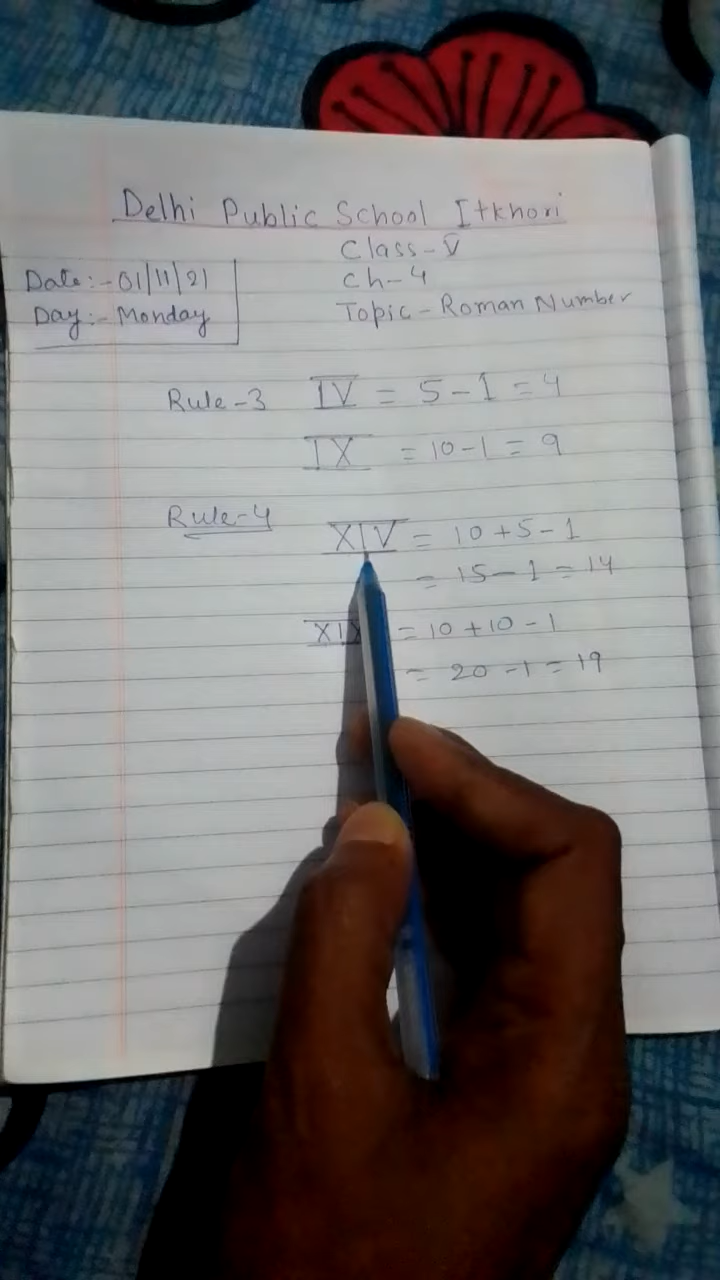 Delhi Public School Itkhori
Class-V
Date:-01/11/21
Ch-4
Day:- Monday
Topic-Roman Number
Rule-3 IV = 5-1=4
IX = 10-1=9
Rule-4
XIV = 10+5-1
= 15-1=14
XIX = 10+10-1
= 20-1=19